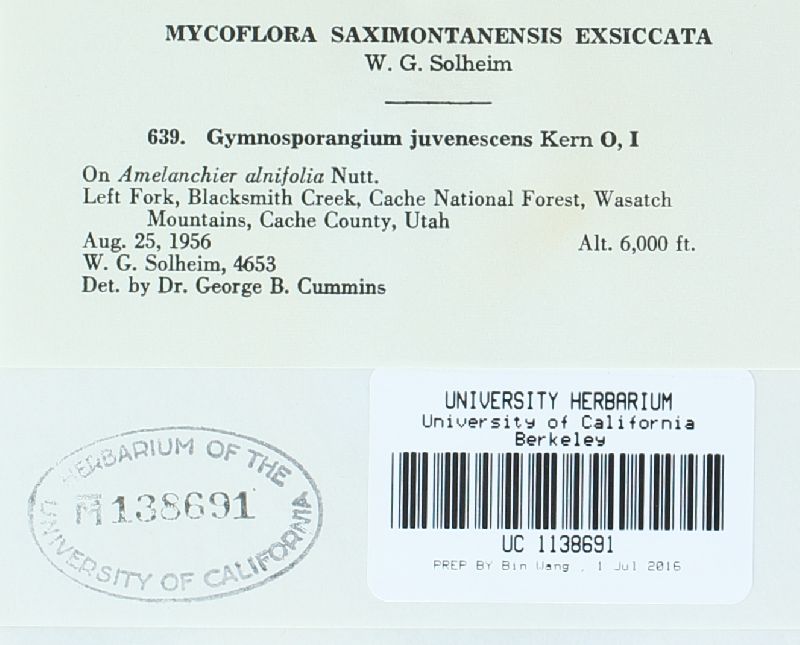 MYCOFLORA SAXIMONTANENSIS EXSICCATA
W. G. Solheim
639. Gymnosporangium juvenescens Kern O, I
On Amelanchier alnifolia Nutt.
Left Fork, Blacksmith Creek, Cache National Forest, Wasatch
Mountains, Cache County, Utah
Aug. 25, 1956 Alt. 6,000 ft.
W. G. Solheim, 4653
Det. by Dr. George B. Cummins
HERBARIUM OF THE
M138691
UNIVERSITY OF CALIFORNIA
UNIVERSITY HERBARIUM
University of California
Berkeley
UC 1138691
PREP BY Bin Wang , 1 Jul 2016